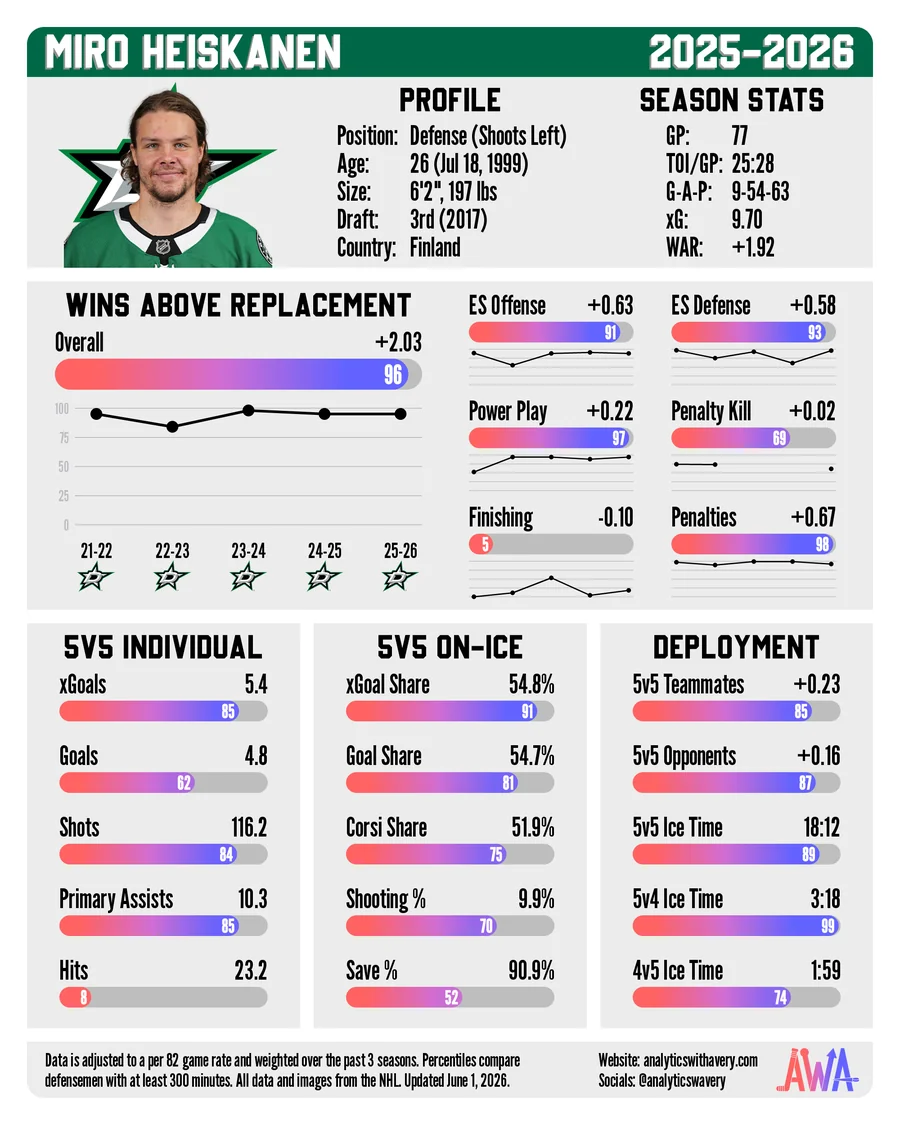 MIRO HEISKANEN 2025-2026
PROFILE
Position: Defense (Shoots Left)
Age: 26 (Jul 18, 1999)
Size: 6'2", 197 lbs
Draft: 3rd (2017)
Country: Finland
SEASON STATS
GP: 77
TOI/GP: 25:28
G-A-P: 9-54-63
xG: 9.70
WAR: +1.92
WINS ABOVE REPLACEMENT
Overall +2.03
96
100
75
50
25
0
21-22 22-23 23-24 24-25 25-26
ES Offense +0.63
91
ES Defense +0.58
93
Power Play +0.22
97
Penalty Kill +0.02
69
Finishing -0.10
5
Penalties +0.67
98
5V5 INDIVIDUAL
xGoals 5.4
85
Goals 4.8
62
Shots 116.2
84
Primary Assists 10.3
85
Hits 23.2
8
5V5 ON-ICE
xGoal Share 54.8%
91
Goal Share 54.7%
81
Corsi Share 51.9%
75
Shooting % 9.9%
70
Save % 90.9%
52
DEPLOYMENT
5v5 Teammates +0.23
85
5v5 Opponents +0.16
87
5v5 Ice Time 18:12
89
5v4 Ice Time 3:18
99
4v5 Ice Time 1:59
74
Data is adjusted to a per 82 game rate and weighted over the past 3 seasons. Percentiles compare
defensemen with at least 300 minutes. All data and images from the NHL. Updated June 1, 2026.
Website: analyticswithavery.com
Socials: @analyticswavery
AWA